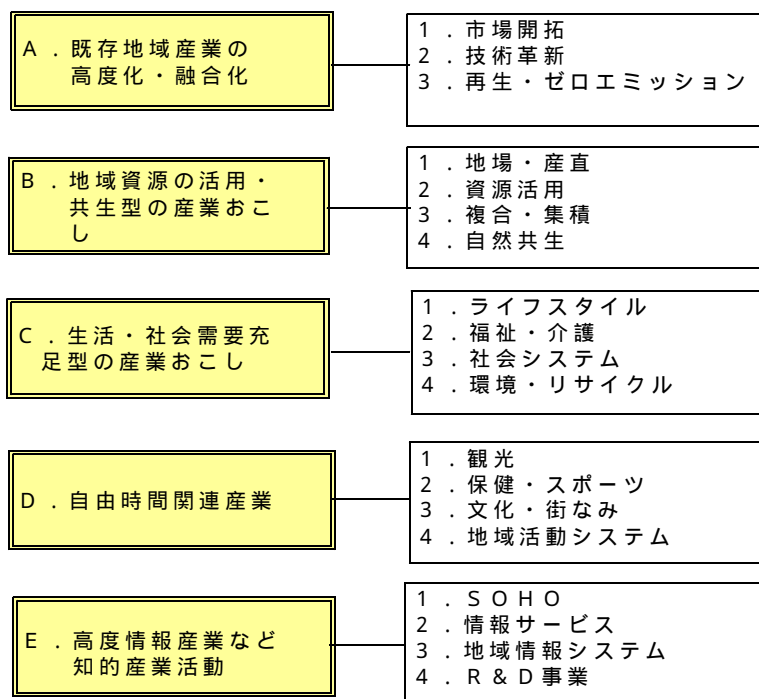 A．既存地域産業の
高度化・融合化
1．市場開拓
2．技術革新
3．再生・ゼロエミッション
B．地域資源の活用・
共生型の産業おこ
し
1．地場・産直
2．資源活用
3．複合・集積
4．自然共生
C．生活・社会需要充
足型の産業おこし
1．ライフスタイル
2．福祉・介護
3．社会システム
4．環境・リサイクル
D．自由時間関連産業
1．観光
2．保健・スポーツ
3．文化・街なみ
4．地域活動システム
E．高度情報産業など
知的産業活動
1．ＳＯＨＯ
2．情報サービス
3．地域情報システム
4．Ｒ＆Ｄ事業